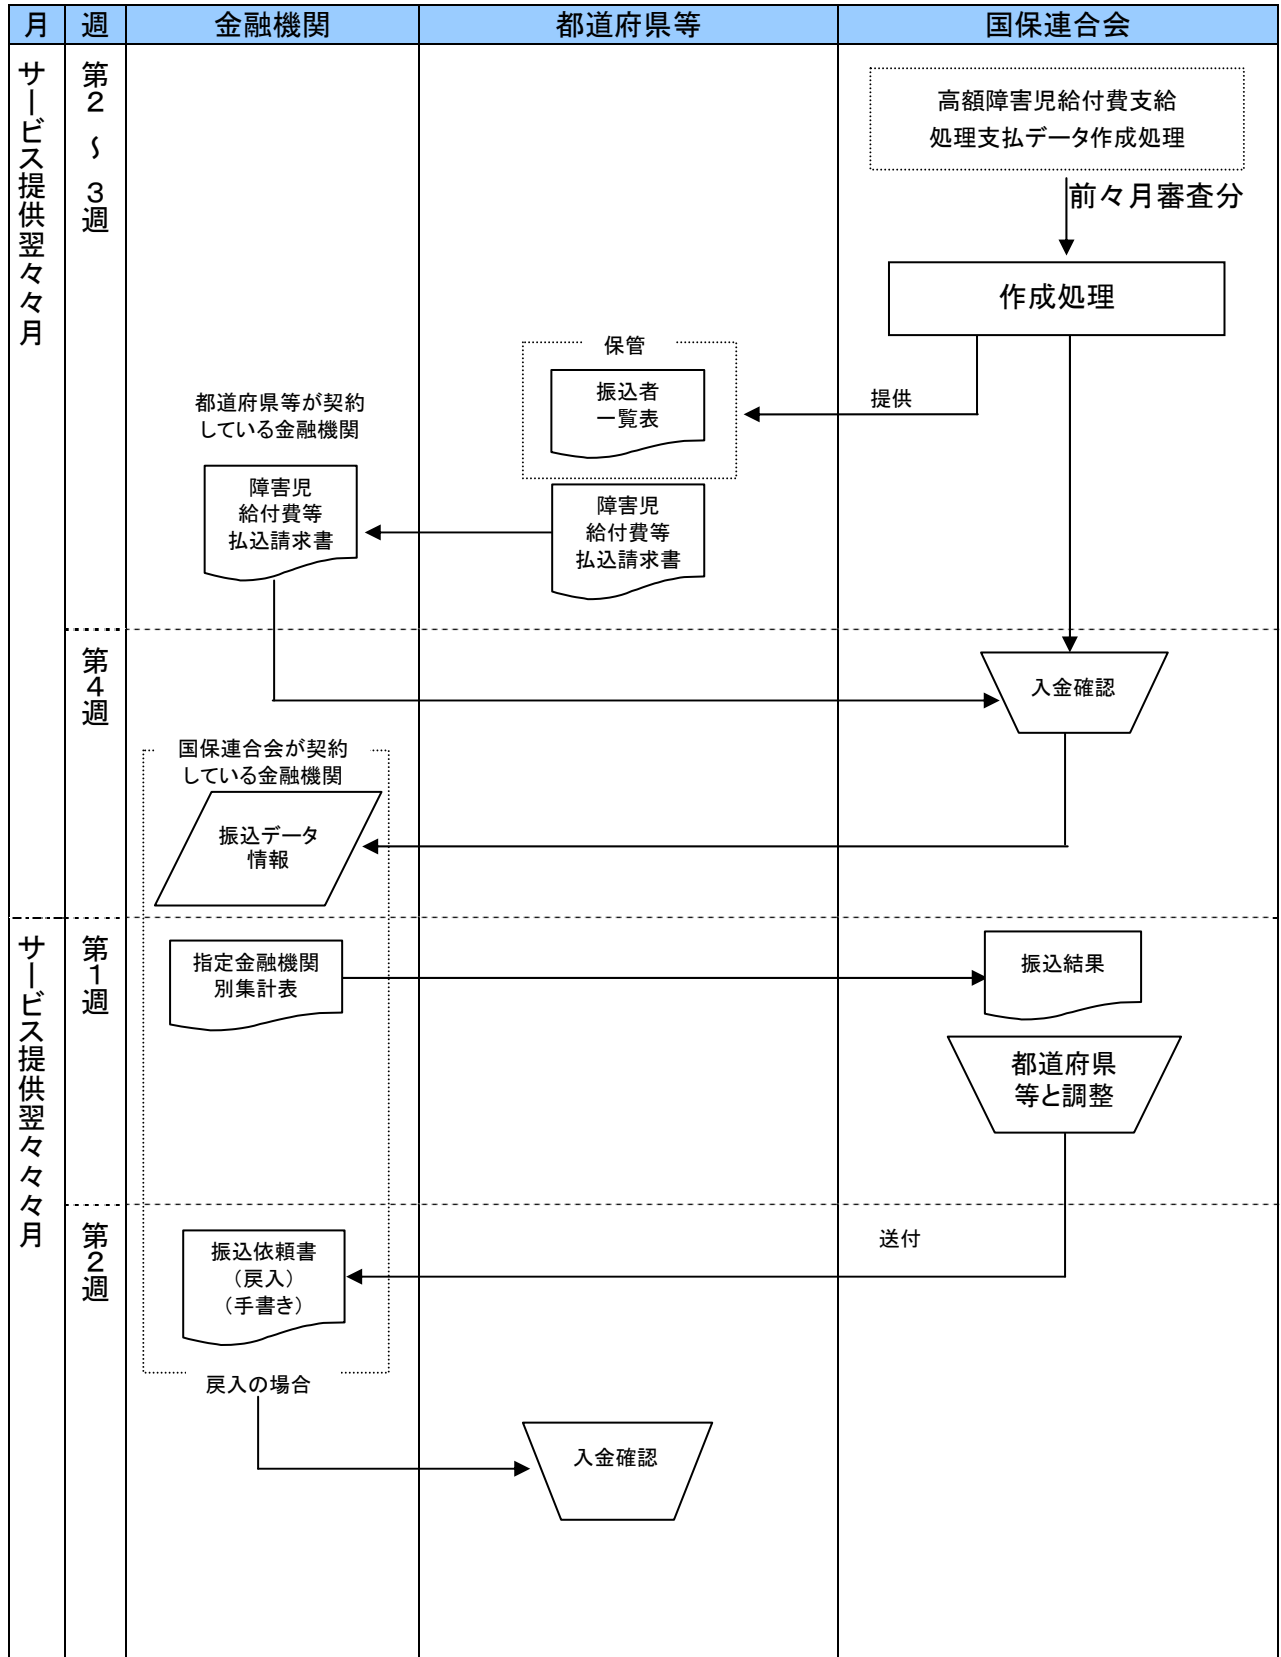 月
週
金融機関
都道府県等
国保連合会
サービス提供翌々月
第2～3週
高額障害児給付費支給
処理支払データ作成処理
前々月審査分
作成処理
保管
振込者
一覧表
提供
都道府県等が契約
している金融機関
障害児
給付費等
払込請求書
障害児
給付費等
払込請求書
第4週
入金確認
国保連合会が契約
している金融機関
振込データ
情報
サービス提供翌々々月
第1週
指定金融機関
別集計表
振込結果
都道府県
等と調整
第2週
送付
振込依頼書
（戻入）
（手書き）
戻入の場合
入金確認